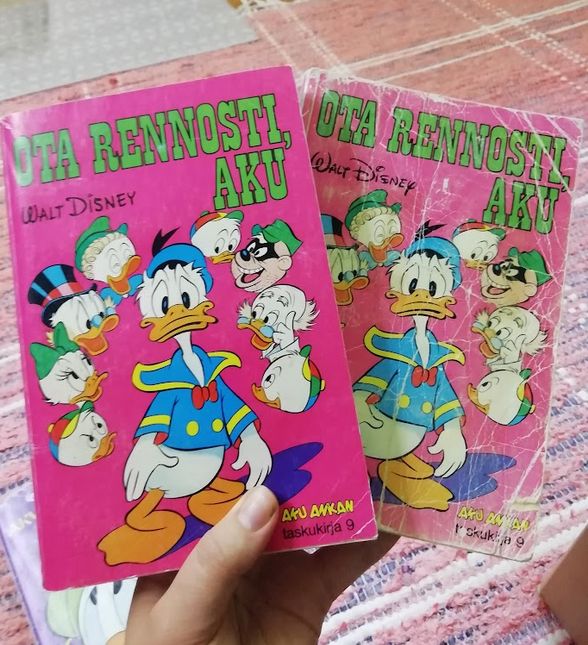 OTA RENNOSTI,
AKU
WALT DISNEY
AKU ANKAN
taskukirja 9
OTA RENNOSTI,
AKU
WALT DISNEY
AKU ANKAN
taskukirja 9